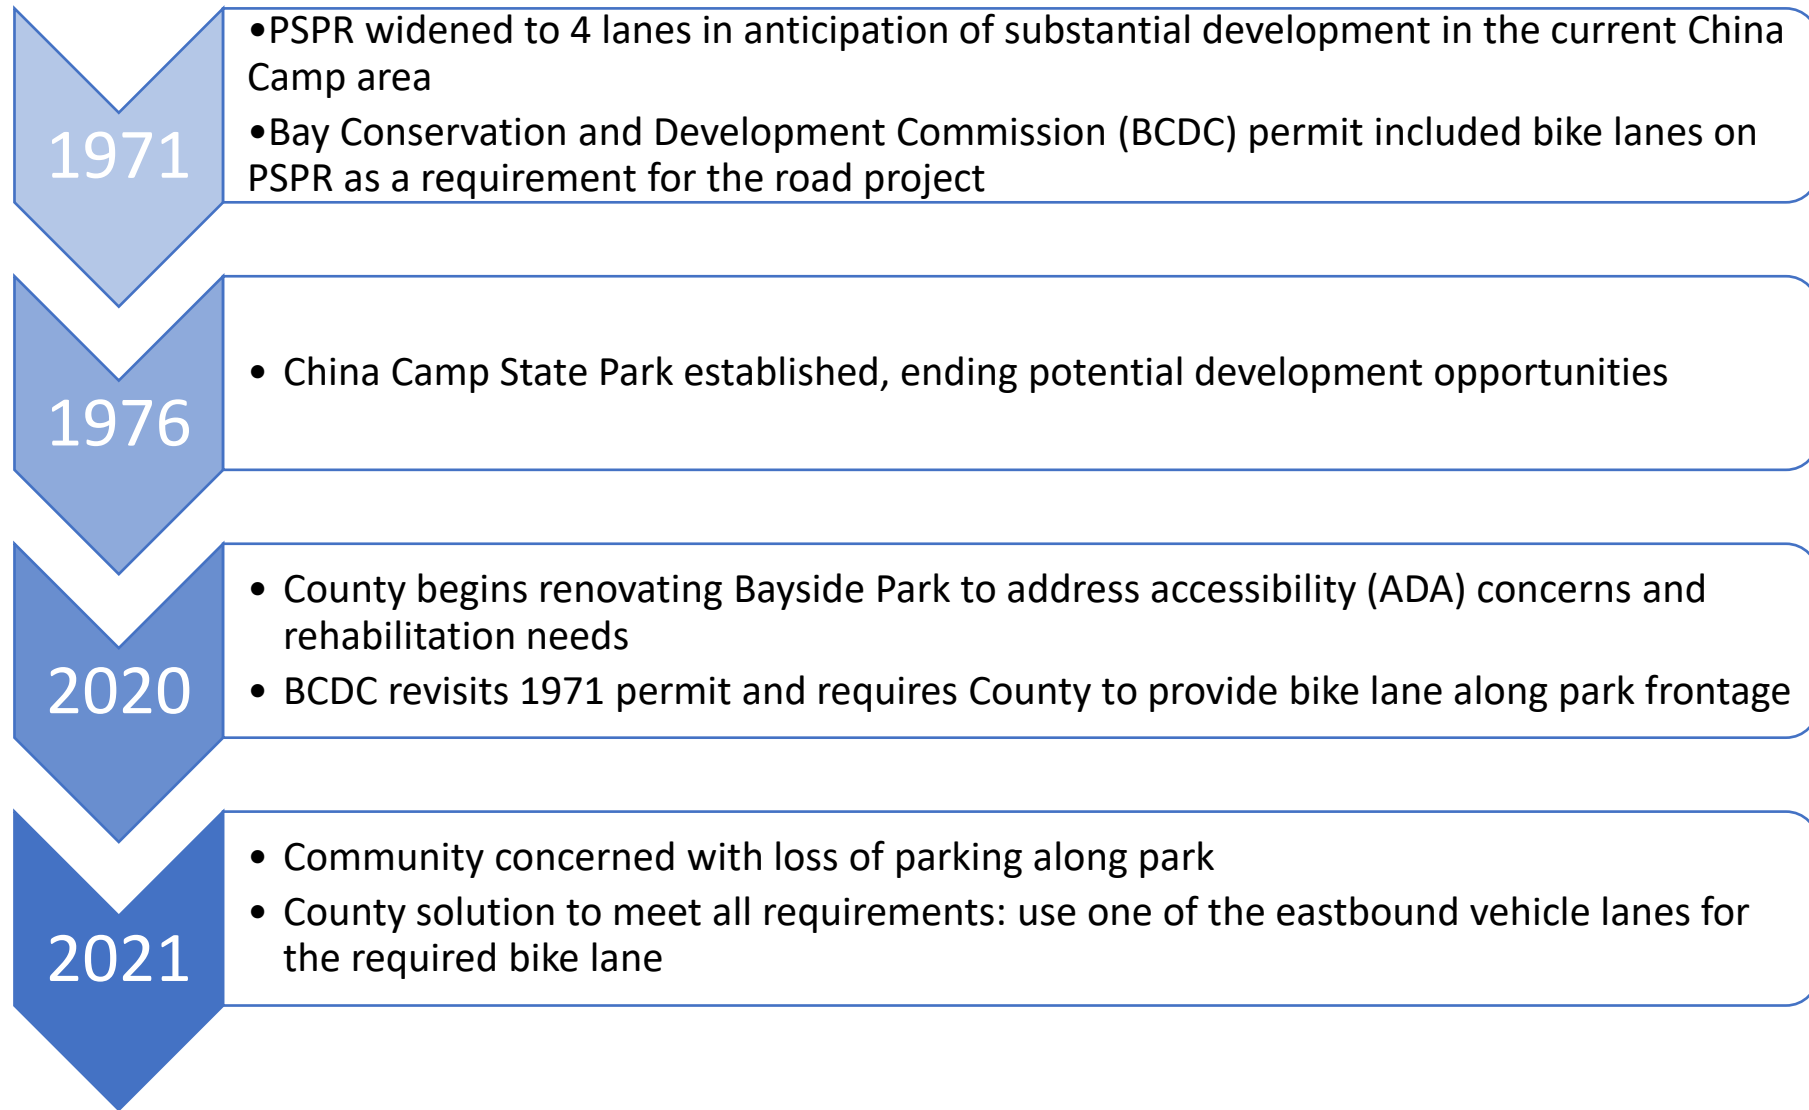 1971
•PSPR widened to 4 lanes in anticipation of substantial development in the current China
Camp area
•Bay Conservation and Development Commission (BCDC) permit included bike lanes on
PSPR as a requirement for the road project
1976
• China Camp State Park established, ending potential development opportunities
2020
• County begins renovating Bayside Park to address accessibility (ADA) concerns and
rehabilitation needs
• BCDC revisits 1971 permit and requires County to provide bike lane along park frontage
2021
• Community concerned with loss of parking along park
• County solution to meet all requirements: use one of the eastbound vehicle lanes for
the required bike lane